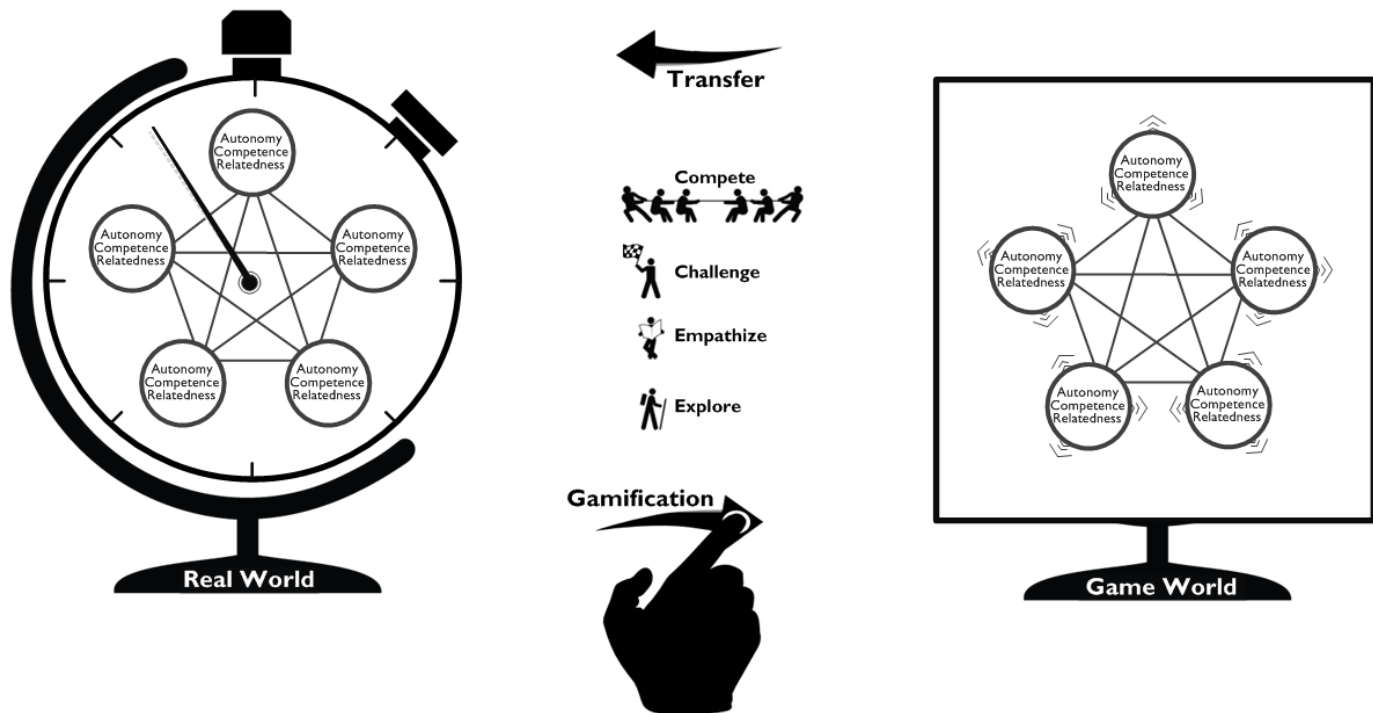 Autonomy
Competence
Relatedness
Autonomy
Competence
Relatedness
Autonomy
Competence
Relatedness
Autonomy
Competence
Relatedness
Autonomy
Competence
Relatedness
Real World
Transfer
Compete
Challenge
Empathize
Explore
Gamification
Autonomy
Competence
Relatedness
Autonomy
Competence
Relatedness
Autonomy
Competence
Relatedness
Autonomy
Competence
Relatedness
Autonomy
Competence
Relatedness
Game World